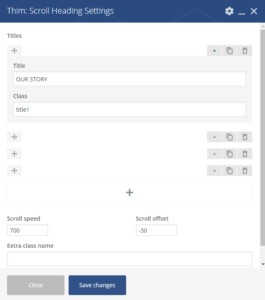 Thim: Scroll Heading Settings
Titles
Title
OUR STORY
Class
title1
Scroll speed
Scroll offset
700
-30
Extra class name
Close
Save changes